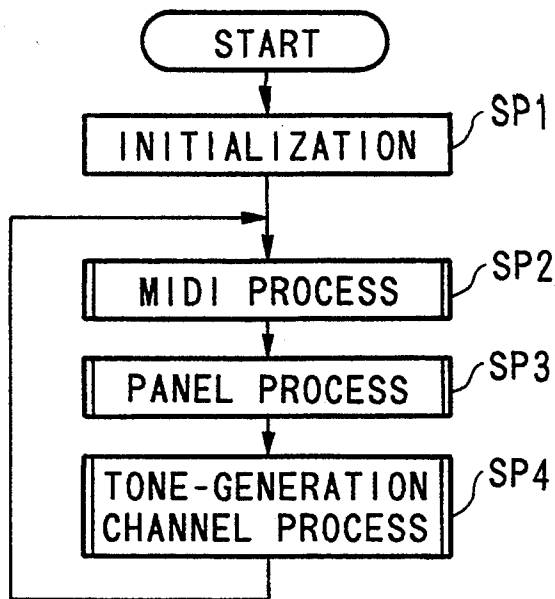 START
SP1
INITIALIZATION
SP2
MIDI PROCESS
SP3
PANEL PROCESS
SP4
TONE-GENERATION
CHANNEL PROCESS